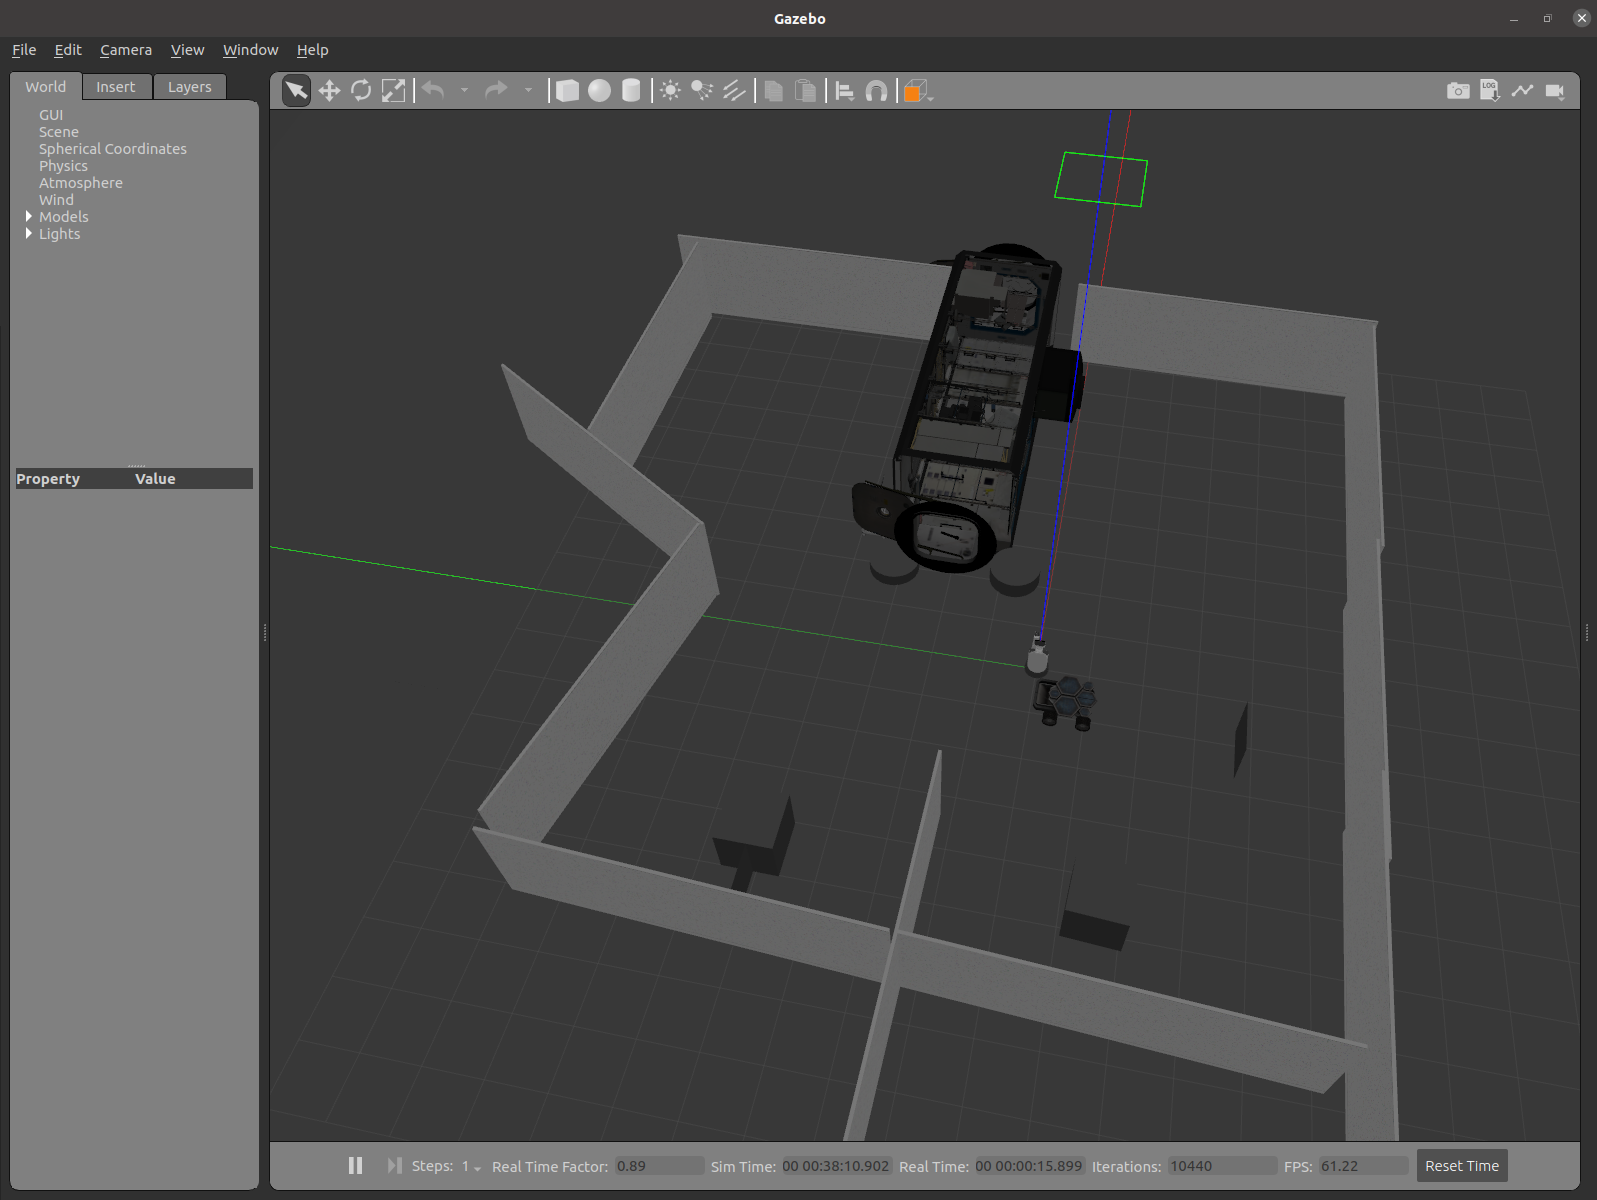 Gazebo
File Edit Camera View Window Help
World Insert Layers
LOG
GUI
Scene
Spherical Coordinates
Physics
Atmosphere
Wind
Models
Lights
Property Value
Steps: 1 Real Time Factor: 0.89 Sim Time: 00 00:38:10.902 Real Time: 00 00:00:15.899 Iterations: 10440 FPS: 61.22 Reset Time